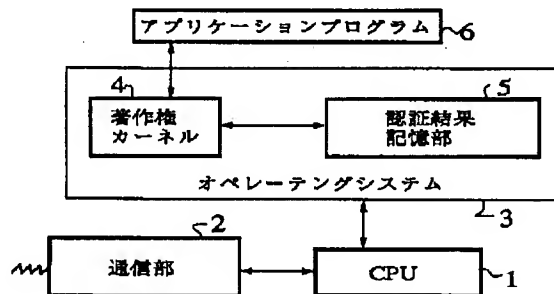 アプリケーションプログラム
6
4
著作権
カーネル
5
認証結果
記憶部
オペレーテングシステム
3
2
通信部
CPU
1